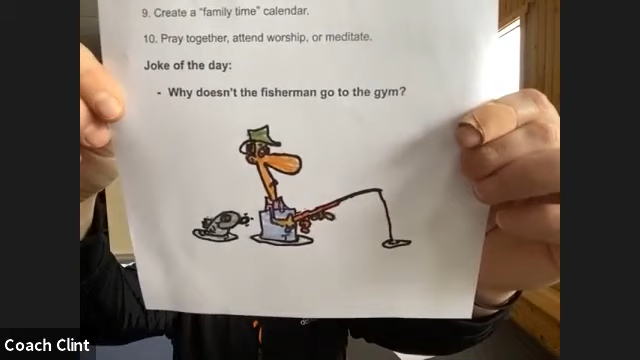 9. Create a “family time” calendar.
10. Pray together, attend worship, or meditate.
Joke of the day:
- Why doesn't the fisherman go to the gym?
Coach Clint